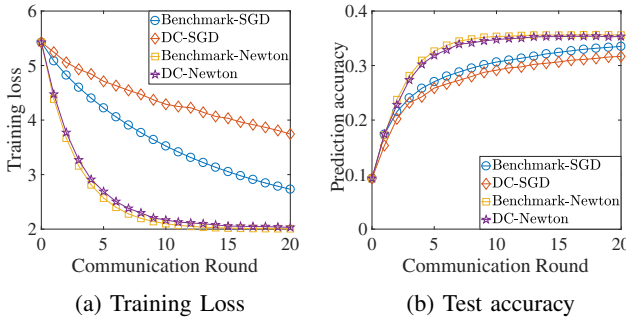 6
5
4
3
2
Training loss
0 5 10 15 20
Communication Round
Benchmark-SGD
DC-SGD
Benchmark-Newton
DC-Newton
(a) Training Loss
0.4
0.3
0.2
0.1
0
Prediction accuracy
0 5 10 15 20
Communication Round
Benchmark-SGD
DC-SGD
Benchmark-Newton
DC-Newton
(b) Test accuracy